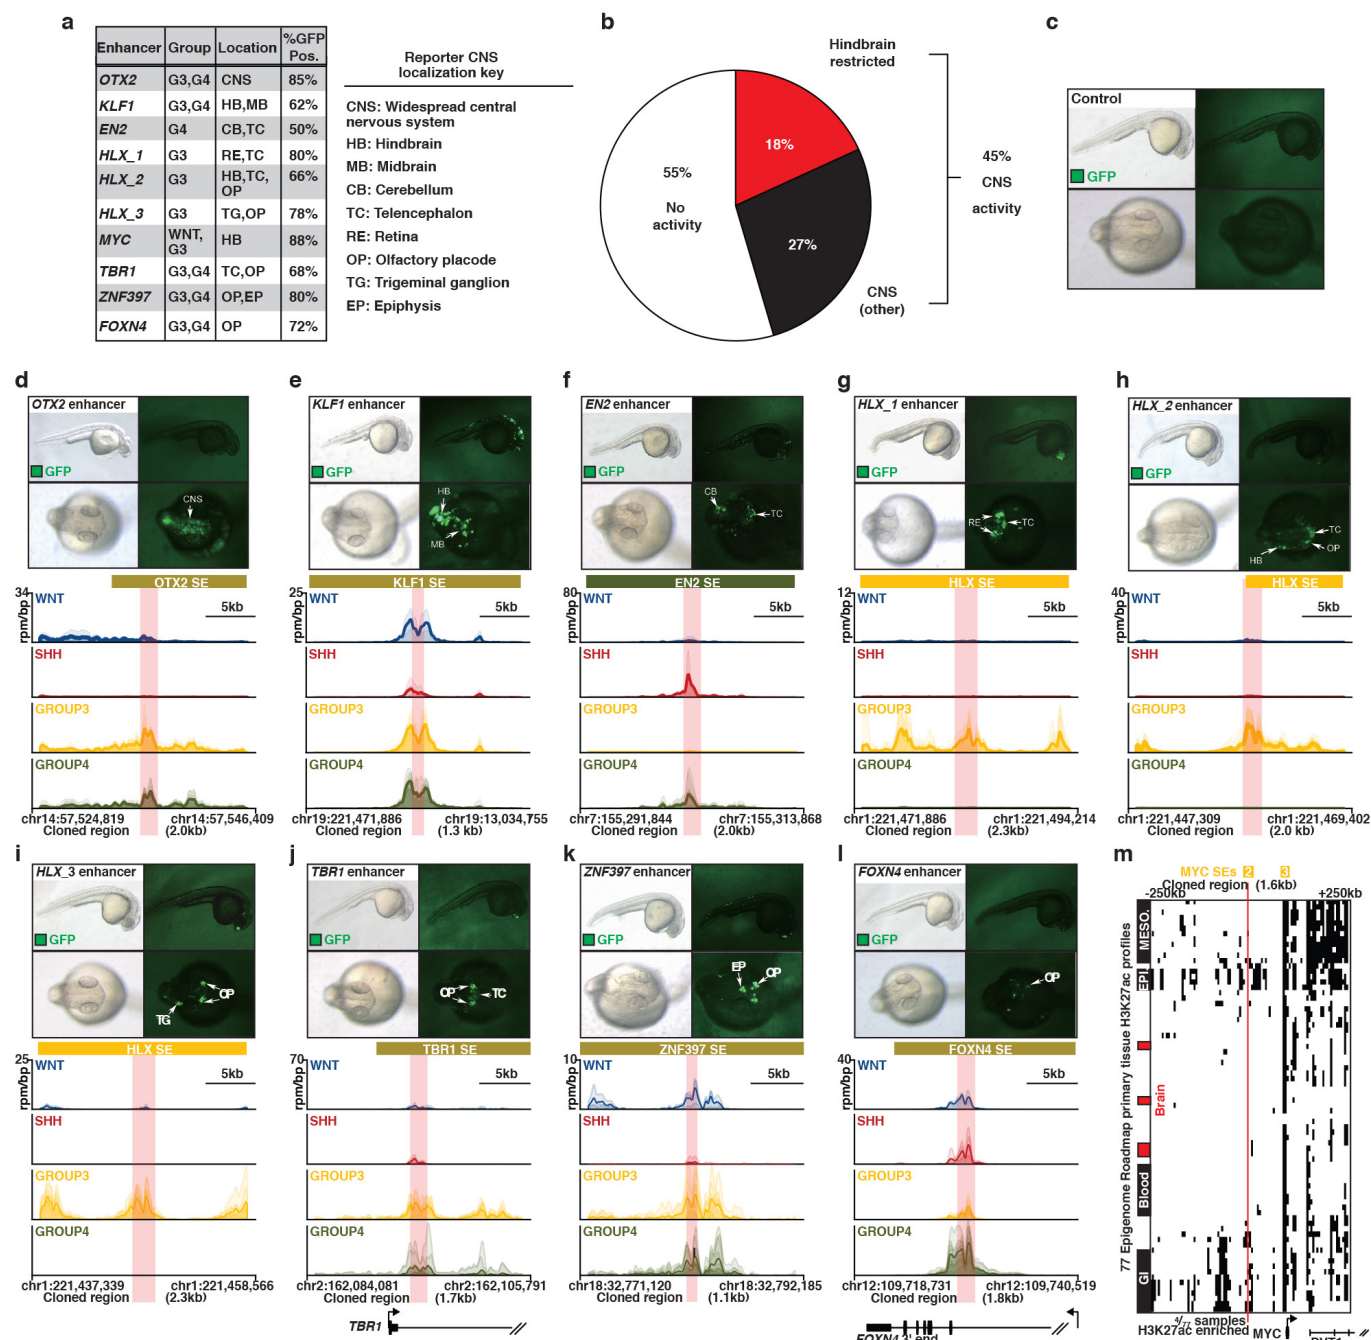 a
Enhancer Group Location %GFP Pos.
OTX2 G3,G4 CNS 85%
KLF1 G3,G4 HB,MB 62%
EN2 G4 CB,TC 50%
HLX_1 G3 RE,TC 80%
HLX_2 G3 HB,TC, OP 66%
HLX_3 G3 TG,OP 78%
MYC WNT, G3 HB 88%
TBR1 G3,G4 TC,OP 68%
ZNF397 G3,G4 OP,EP 80%
FOXN4 G3,G4 OP 72%
Reporter CNS
localization key
CNS: Widespread central
nervous system
HB: Hindbrain
MB: Midbrain
CB: Cerebellum
TC: Telencephalon
RE: Retina
OP: Olfactory placode
TG: Trigeminal ganglion
EP: Epiphysis
b
Hindbrain
restricted
18%
55%
No
activity
27%
CNS
(other)
45%
CNS
activity
c
Control
GFP
d
OTX2 enhancer
GFP
CNS
OTX2 SE
34
rpm/bp
5kb
WNT
SHH
GROUP3
GROUP4
chr14:57,524,819 chr14:57,546,409
Cloned region (2.0kb)
e
KLF1 enhancer
GFP
HB
MB
KLF1 SE
25
rpm/bp
5kb
WNT
SHH
GROUP3
GROUP4
chr19:221,471,886 chr19:13,034,755
Cloned region (1.3 kb)
f
EN2 enhancer
GFP
CB
TC
EN2 SE
80
rpm/bp
5kb
WNT
SHH
GROUP3
GROUP4
chr7:155,291,844 chr7:155,313,868
Cloned region (2.0kb)
g
HLX_1 enhancer
GFP
RE
TC
HLX SE
12
rpm/bp
5kb
WNT
SHH
GROUP3
GROUP4
chr1:221,471,886 chr1:221,494,214
Cloned region (2.3kb)
h
HLX_2 enhancer
GFP
TC
OP
HB
HLX SE
40
rpm/bp
5kb
WNT
SHH
GROUP3
GROUP4
chr1:221,447,309 chr1:221,469,402
Cloned region (2.0 kb)
i
HLX_3 enhancer
GFP
OP
TG
HLX SE
25
rpm/bp
5kb
WNT
SHH
GROUP3
GROUP4
chr1:221,437,339 chr1:221,458,566
Cloned region (2.3kb)
j
TBR1 enhancer
GFP
OP
TC
TBR1 SE
70
rpm/bp
5kb
WNT
SHH
GROUP3
GROUP4
chr2:162,084,081 chr2:162,105,791
Cloned region (1.7kb)
TBR1
k
ZNF397 enhancer
GFP
EP
OP
ZNF397 SE
10
rpm/bp
5kb
WNT
SHH
GROUP3
GROUP4
chr18:32,771,120 chr18:32,792,185
Cloned region (1.1kb)
l
FOXN4 enhancer
GFP
OP
FOXN4 SE
40
rpm/bp
5kb
WNT
SHH
GROUP3
GROUP4
chr12:109,718,731 chr12:109,740,519
Cloned region (1.8kb)
FOXN4 3' end
m
MYC SEs 2 3
Cloned region (1.6kb)
-250kb +250kb
77 Epigenome Roadmap primary tissue H3K27ac profiles
MESO.
EPI
Brain
Blood
GI
4/77 samples
H3K27ac enriched
MYC
PVT1